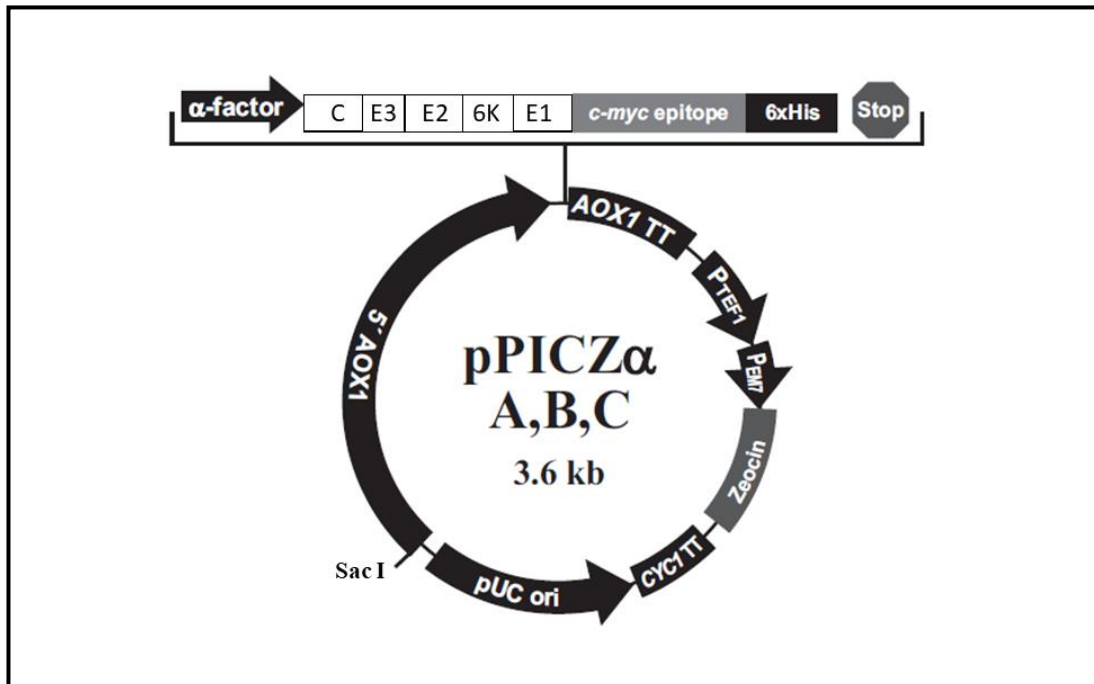 α-factor C E3 E2 6K E1 c-myc epitope 6xHis Stop
AOX1 TT
PTEF1
PEM7
Zeocin
CYC1 TT
pUC ori
Sac I
5´ AOX1
pPICZα
A,B,C
3.6 kb